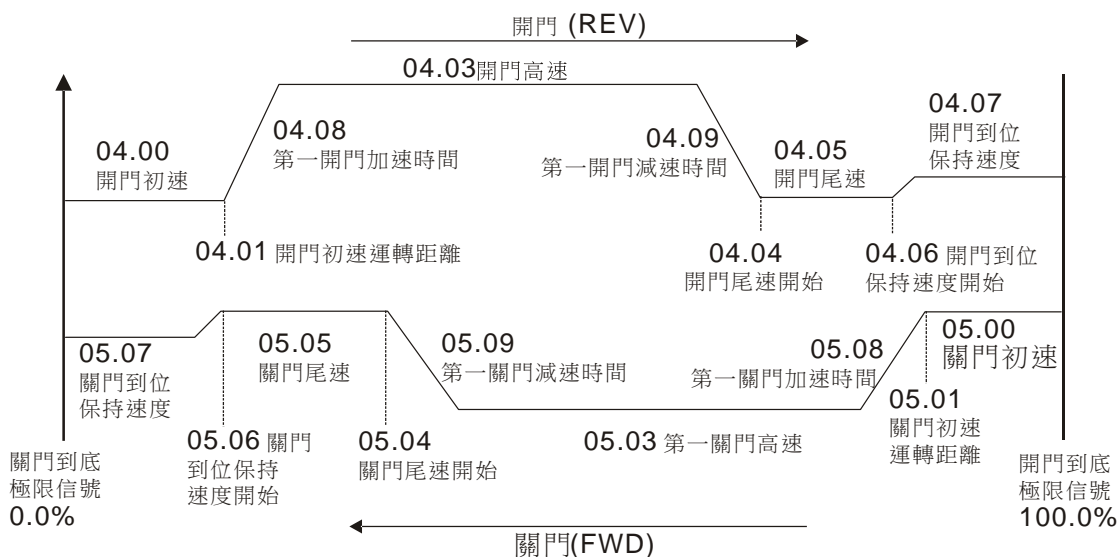 開門 (REV)
04.03開門高速
04.00
開門初速
04.08
第一開門加速時間
04.09
第一開門減速時間
04.05
開門尾速
04.07
開門到位
保持速度
04.01 開門初速運轉距離
04.04
開門尾速開始
04.06 開門到位
保持速度開始
05.07
關門到位
保持速度
05.05
關門尾速
05.09
第一關門減速時間
05.08
第一關門加速時間
05.00
關門初速
05.06 關門
到位保持
速度開始
05.04
關門尾速開始
05.03 第一關門高速
05.01
關門初速
運轉距離
關門到底
極限信號
0.0%
開門到底
極限信號
100.0%
關門(FWD)